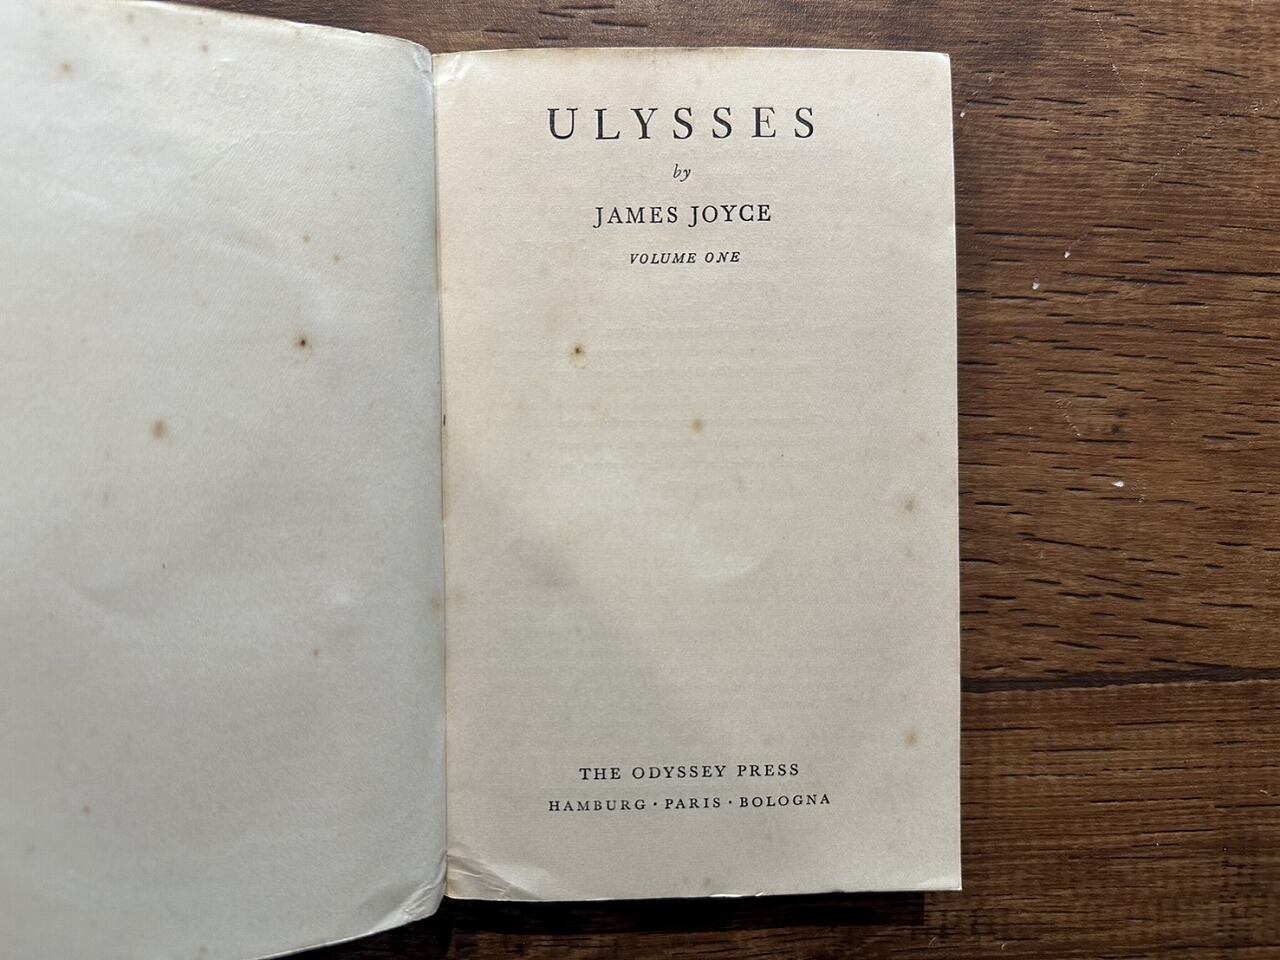 ULYSSES
by
JAMES JOYCE
VOLUME ONE
THE ODYSSEY PRESS
HAMBURG · PARIS · BOLOGNA